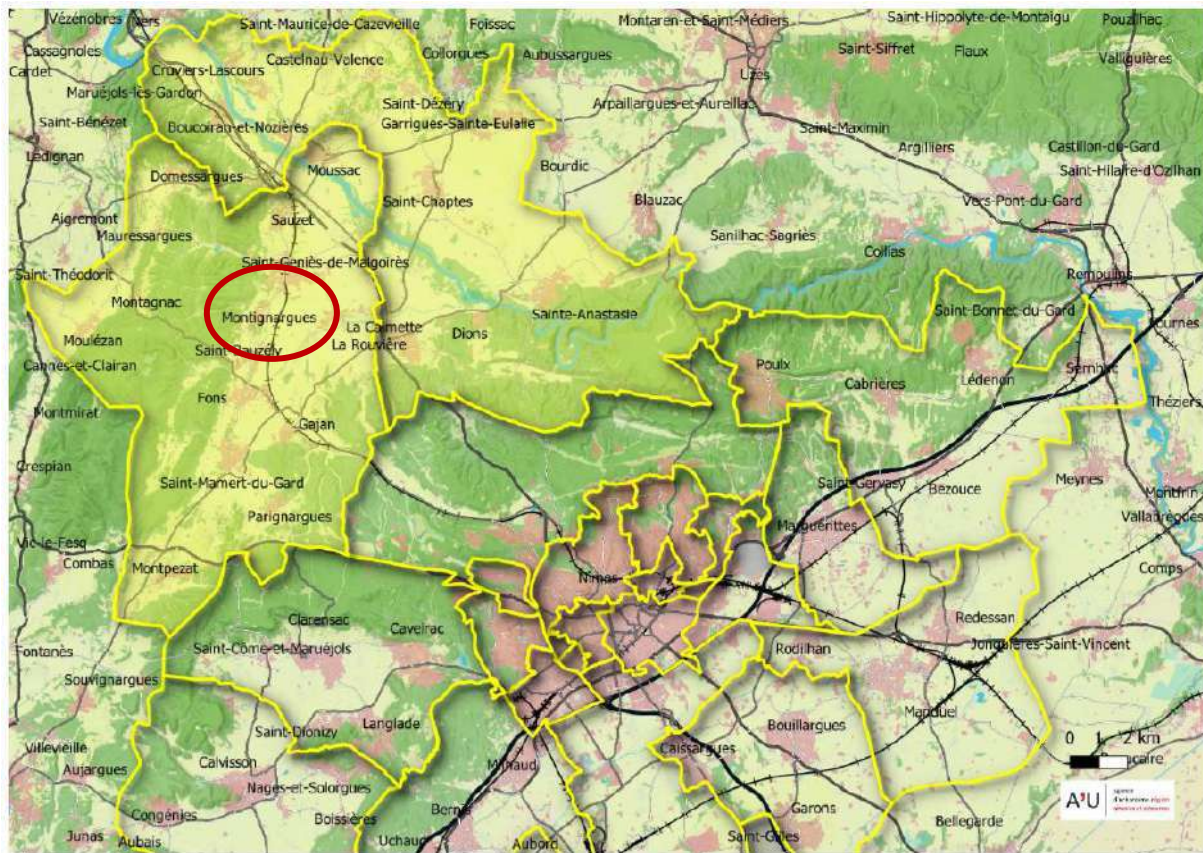 Vézénobres
Ners
Saint-Maurice-de-Cazevieille
Foissac
Montaren-et-Saint-Médiers
Saint-Hippolyte-de-Montaigu
Pouzilhac
Cassagnoles
Castelnau-Valence
Collorgues
Aubussargues
Saint-Siffret
Flaux
Valliguières
Cardet
Cruviers-Lascours
Uzès
Maruéjols-lès-Gardon
Saint-Dézéry
Arpaillargues-et-Aureillac
Saint-Bénézet
Boucoiran-et-Nozières
Garrigues-Sainte-Eulalie
Saint-Maximin
Argilliers
Castillon-du-Gard
Lédignan
Moussac
Bourdic
Saint-Hilaire-d'Ozilhan
Domessargues
Saint-Chaptes
Blauzac
Vers-Pont-du-Gard
Aigremont
Sauzet
Mauressargues
Sanilhac-Sagriès
Collias
Saint-Geniès-de-Malgoirès
Saint-Théodorit
Remoulins
Montagnac
Montignargues
La Calmette
Dions
Sainte-Anastasie
Saint-Bonnet-du-Gard
Fournès
Moulézan
La Rouvière
Saint-Bauzély
Cannes-et-Clairan
Poulx
Cabrières
Lédenon
Sernhac
Théziers
Fons
Montmirat
Gajan
Crespian
Saint-Mamert-du-Gard
Saint-Gervasy
Bezouce
Meynes
Montfrin
Parignargues
Marguerittes
Vallabrègues
Vic-le-Fesq
Combas
Montpezat
Nîmes
Comps
Clarensac
Caveirac
Redessan
Fontanès
Saint-Côme-et-Maruéjols
Rodilhan
Jonquières-Saint-Vincent
Souvignargues
Langlade
Manduel
Saint-Dionizy
Bouillargues
Villevieille
Calvisson
Caissargues
0 1 2 km
Aujargues
Milhaud
Nages-et-Solorgues
A'U
Congénies
Bernis
Garons
Junas
Aubais
Boissières
Uchaud
Aubord
Saint-Gilles
Bellegarde